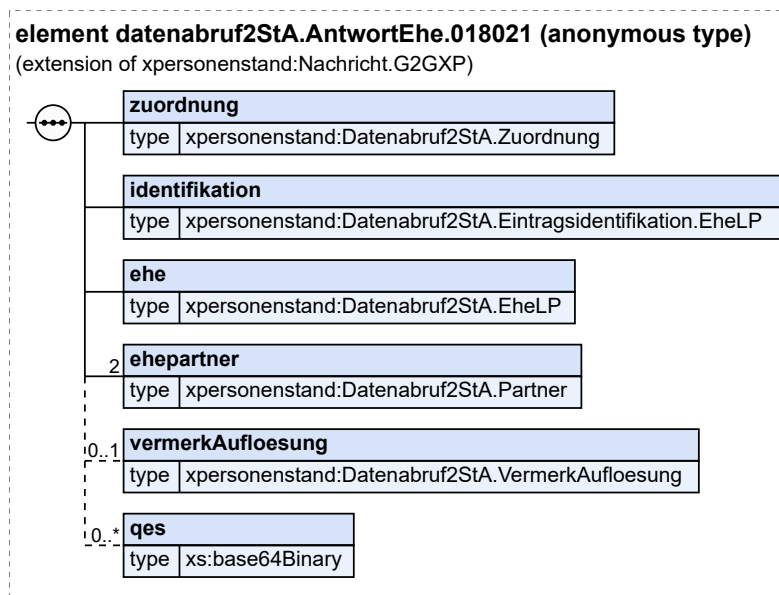 element datenabruf2StA.AntwortEhe.018021 (anonymous type)
(extension of xpersonenstand:Nachricht.G2GXP)
zuordnung
type xpersonenstand:Datenabruf2StA.Zuordnung
identifikation
type xpersonenstand:Datenabruf2StA.Eintragsidentifikation.EheLP
ehe
type xpersonenstand:Datenabruf2StA.EheLP
2 ehepartner
type xpersonenstand:Datenabruf2StA.Partner
0..1 vermerkAufloesung
type xpersonenstand:Datenabruf2StA.VermerkAufloesung
0..* qes
type xs:base64Binary